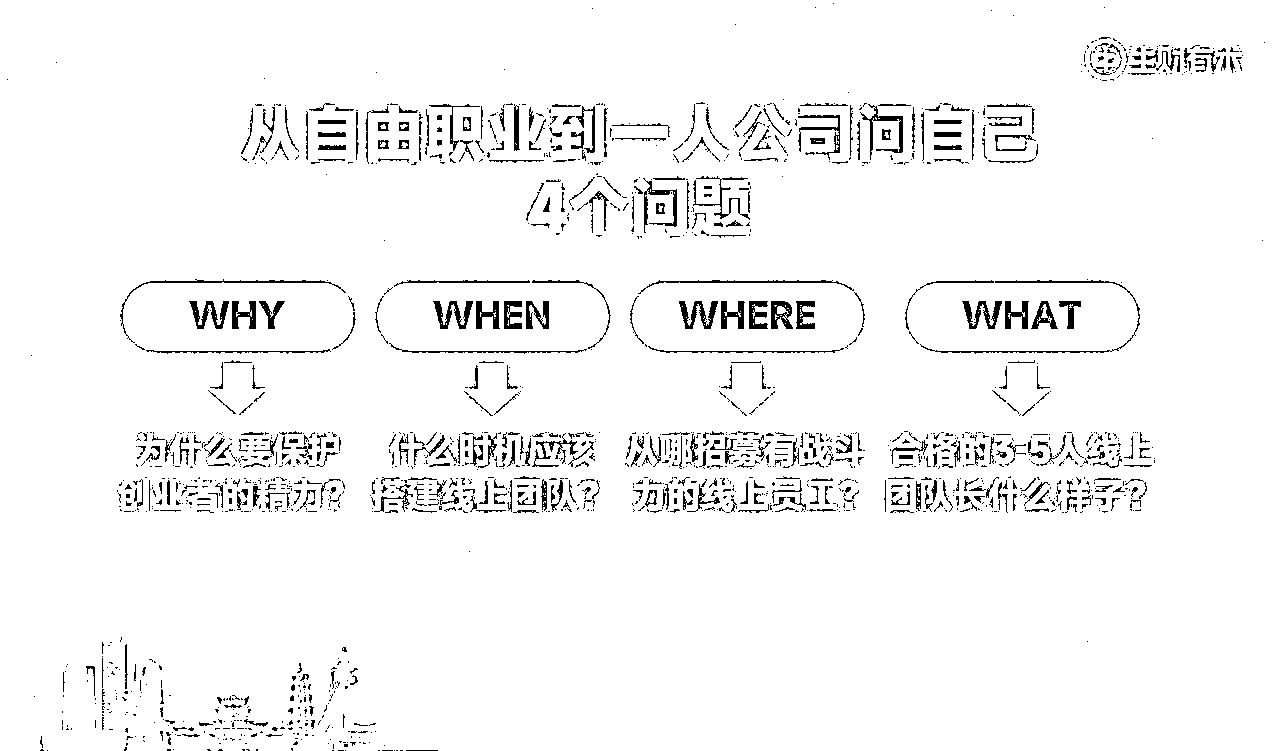 生财有术
从自由职业到一人公司问自己
4个问题
WHY
WHEN
WHERE
WHAT
为什么要保护
创业者的精力?
什么时机应该
搭建线上团队?
从哪招募有战斗
力的线上员工?
合格的3-5人线上
团队长什么样子?